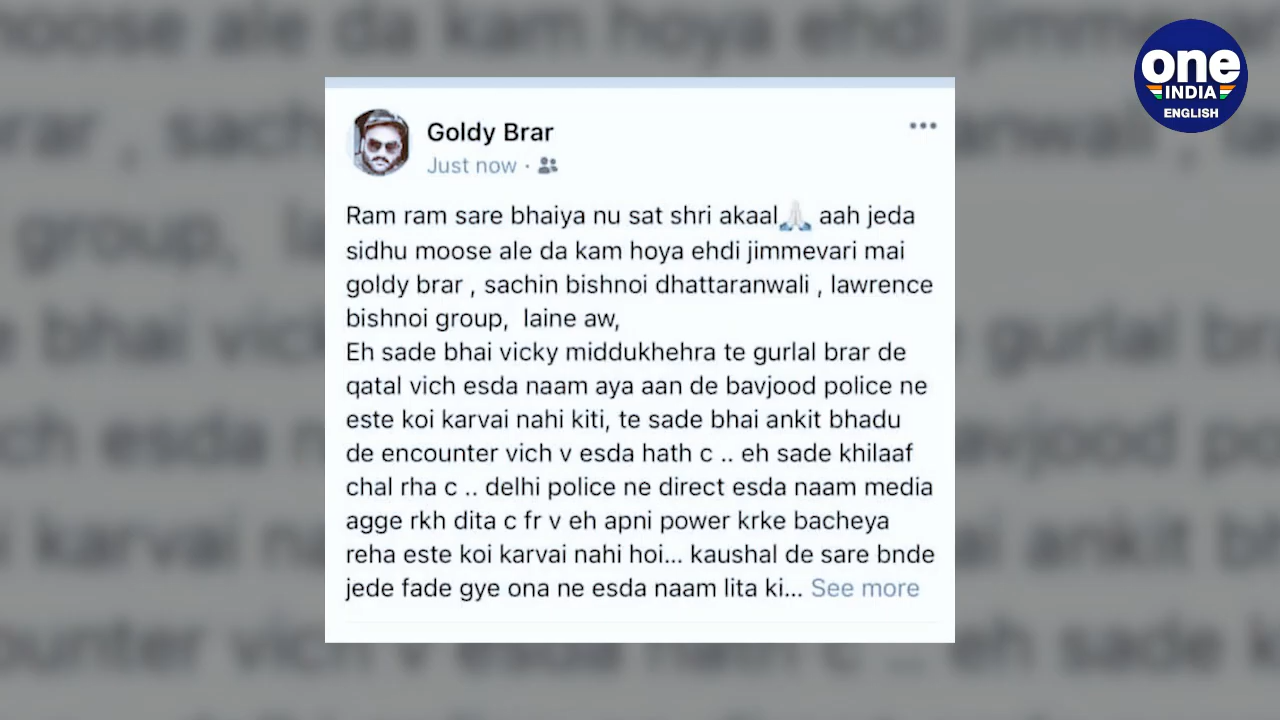 one
INDIA
ENGLISH
Goldy Brar
Just now ·
Ram ram sare bhaiya nu sat shri akaal🙏 aah jeda
sidhu moose ale da kam hoya ehdi jimmevari mai
goldy brar , sachin bishnoi dhattaranwali , lawrence
bishnoi group, laine aw,
Eh sade bhai vicky middukhehra te gurlal brar de
qatal vich esda naam aya aan de bavjood police ne
este koi karvai nahi kiti, te sade bhai ankit bhadu
de encounter vich v esda hath c .. eh sade khilaaf
chal rha c .. delhi police ne direct esda naam media
agge rkh dita c fr v eh apni power krke bacheya
reha este koi karvai nahi hoi... kaushal de sare bnde
jede fade gye ona ne esda naam lita ki... See more